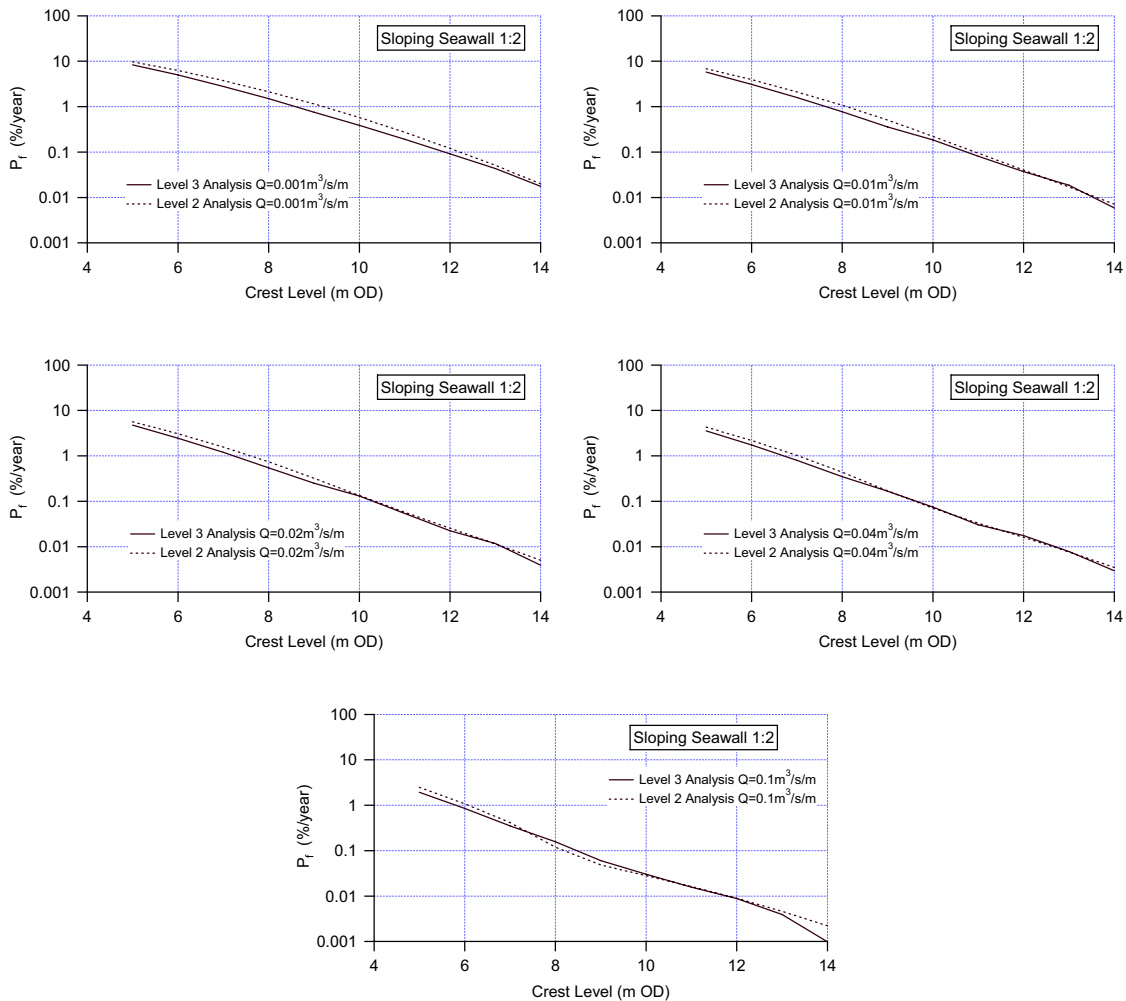 100
10
1
0.1
0.01
0.001
P_f (%/year)
Sloping Seawall 1:2
Level 3 Analysis Q=0.001m³/s/m
Level 2 Analysis Q=0.001m³/s/m
4 6 8 10 12 14
Crest Level (m OD)
100
10
1
0.1
0.01
0.001
P_f (%/year)
Sloping Seawall 1:2
Level 3 Analysis Q=0.01m³/s/m
Level 2 Analysis Q=0.01m³/s/m
4 6 8 10 12 14
Crest Level (m OD)
100
10
1
0.1
0.01
0.001
P_f (%/year)
Sloping Seawall 1:2
Level 3 Analysis Q=0.02m³/s/m
Level 2 Analysis Q=0.02m³/s/m
4 6 8 10 12 14
Crest Level (m OD)
100
10
1
0.1
0.01
0.001
P_f (%/year)
Sloping Seawall 1:2
Level 3 Analysis Q=0.04m³/s/m
Level 2 Analysis Q=0.04m³/s/m
4 6 8 10 12 14
Crest Level (m OD)
100
10
1
0.1
0.01
0.001
P_f (%/year)
Sloping Seawall 1:2
Level 3 Analysis Q=0.1m³/s/m
Level 2 Analysis Q=0.1m³/s/m
4 6 8 10 12 14
Crest Level (m OD)